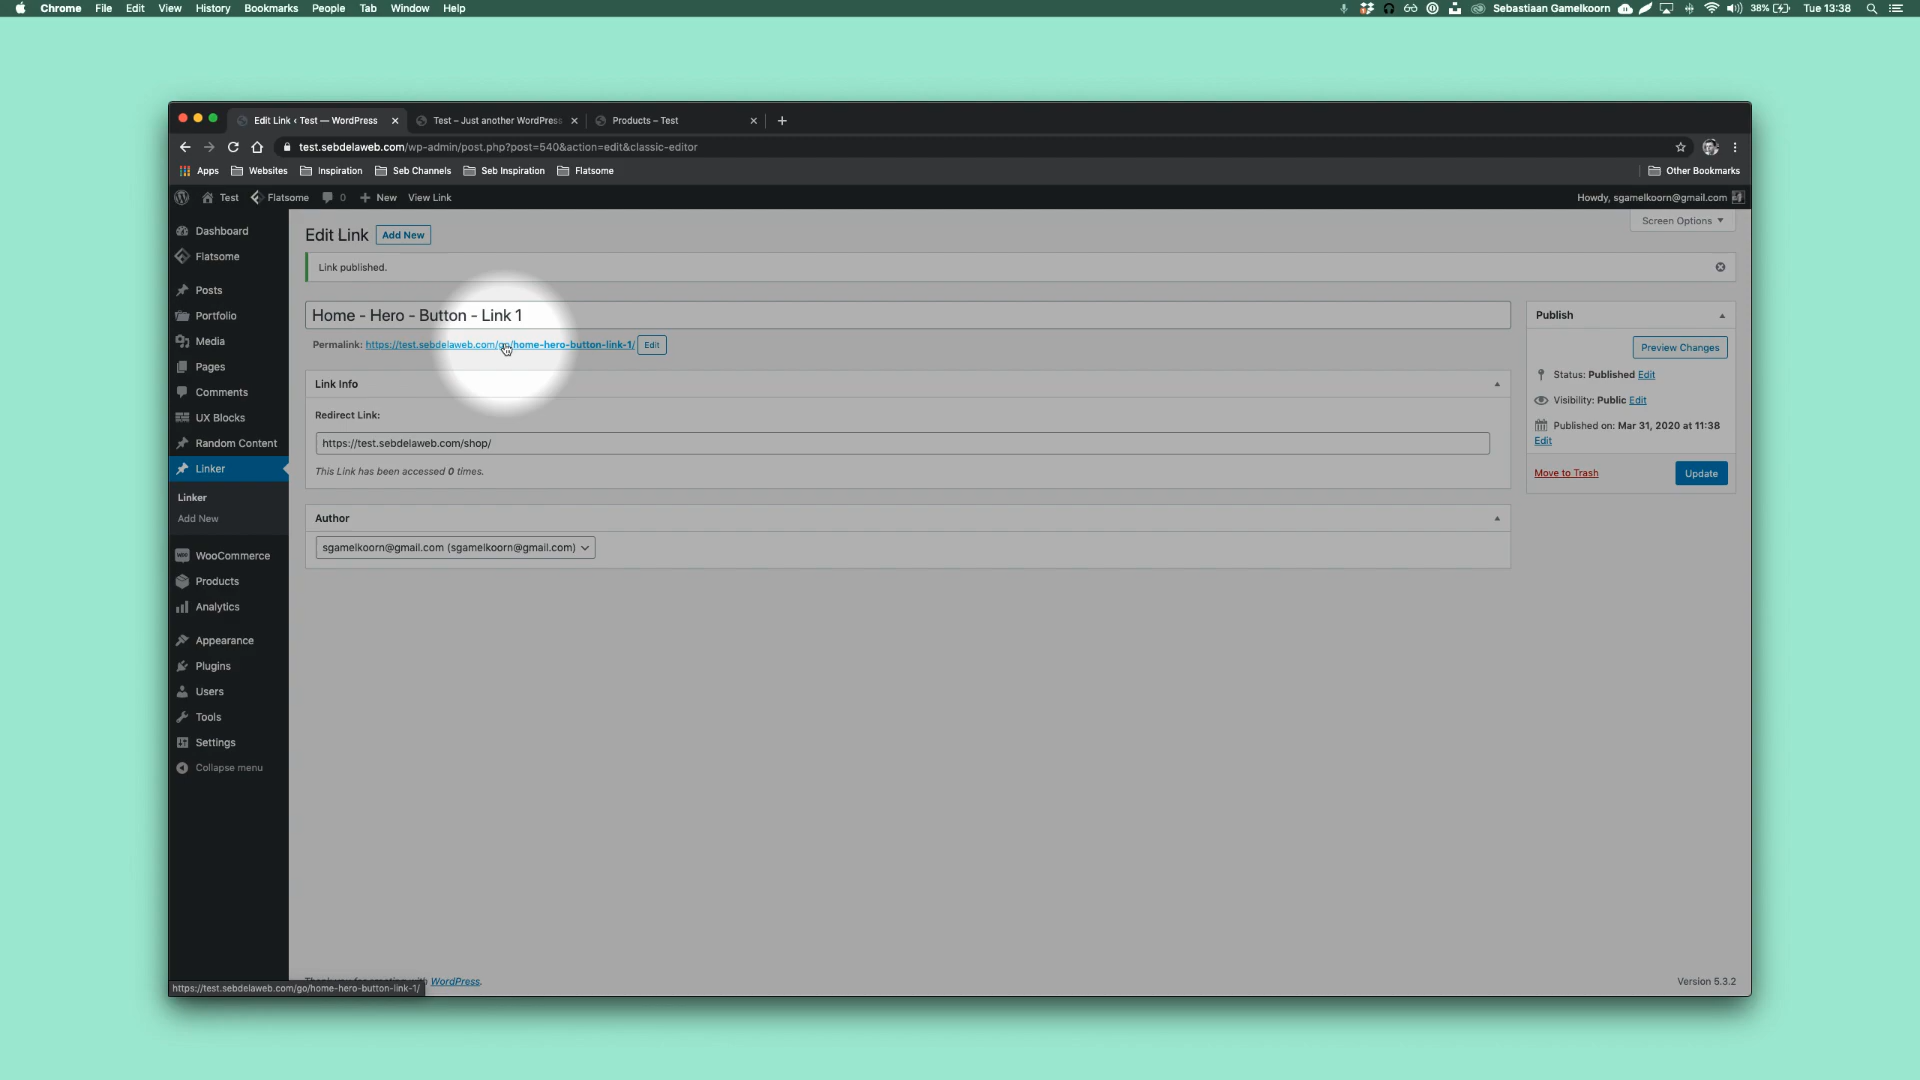 Chrome File Edit View History Bookmarks People Tab Window Help
Sebastiaan Gamelkoorn 38% Tue 13:38
Edit Link ‹ Test — WordPress
Test – Just another WordPress
Products – Test
test.sebdelaweb.com/wp-admin/post.php?post=540&action=edit&classic-editor
Apps Websites Inspiration Seb Channels Seb Inspiration Flatsome Other Bookmarks
Test Flatsome 0 New View Link Howdy, sgamelkoorn@gmail.com
Screen Options
Dashboard
Flatsome
Posts
Portfolio
Media
Pages
Comments
UX Blocks
Random Content
Linker
Linker
Add New
WooCommerce
Products
Analytics
Appearance
Plugins
Users
Tools
Settings
Collapse menu
Edit Link Add New
Link published.
Home - Hero - Button - Link 1
Permalink: https://test.sebdelaweb.com/go/home-hero-button-link-1/ Edit
Link Info
Redirect Link:
https://test.sebdelaweb.com/shop/
This Link has been accessed 0 times.
Author
sgamelkoorn@gmail.com (sgamelkoorn@gmail.com)
Publish
Preview Changes
Status: Published Edit
Visibility: Public Edit
Published on: Mar 31, 2020 at 11:38
Edit
Move to Trash Update
WordPress.
Version 5.3.2
https://test.sebdelaweb.com/go/home-hero-button-link-1/